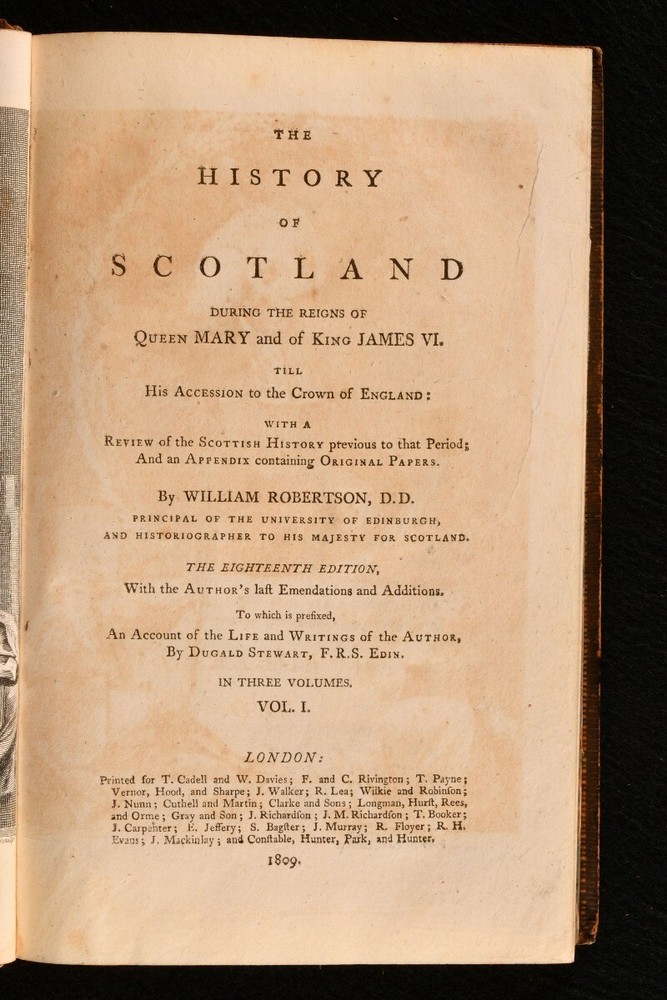 THE
HISTORY
OF
SCOTLAND
DURING THE REIGNS OF
QUEEN MARY and of KING JAMES VI.
TILL
His ACCESSION to the Crown of ENGLAND:
WITH A
REVIEW of the SCOTTISH HISTORY previous to that Period;
And an APPENDIX containing ORIGINAL PAPERS.
By WILLIAM ROBERTSON, D.D.
PRINCIPAL OF THE UNIVERSITY OF EDINBURGH,
AND HISTORIOGRAPHER TO HIS MAJESTY FOR SCOTLAND.
THE EIGHTEENTH EDITION,
With the AUTHOR'S laſt Emendations and Additions.
To which is prefixed,
An Account of the LIFE and WRITINGS of the AUTHOR,
By DUGALD STEWART, F.R.S. EDIN.
IN THREE VOLUMES.
VOL. I.
LONDON:
Printed for T. Cadell and W. Davies; F. and C. Rivington; T. Payne;
Vernor, Hood, and Sharpe; J. Walker; R. Lea; Wilkie and Robinſon;
J. Nunn; Cuthell and Martin; Clarke and Sons; Longman, Hurſt, Rees,
and Orme; Gray and Son; J. Richardſon; J. M. Richardſon; T. Booker;
J. Carpenter; E. Jeffery; S. Bagſter; J. Murray; R. Floyer; R. H.
Evans; J. Mackinlay; and Conſtable, Hunter, Park, and Hunter.
1809.